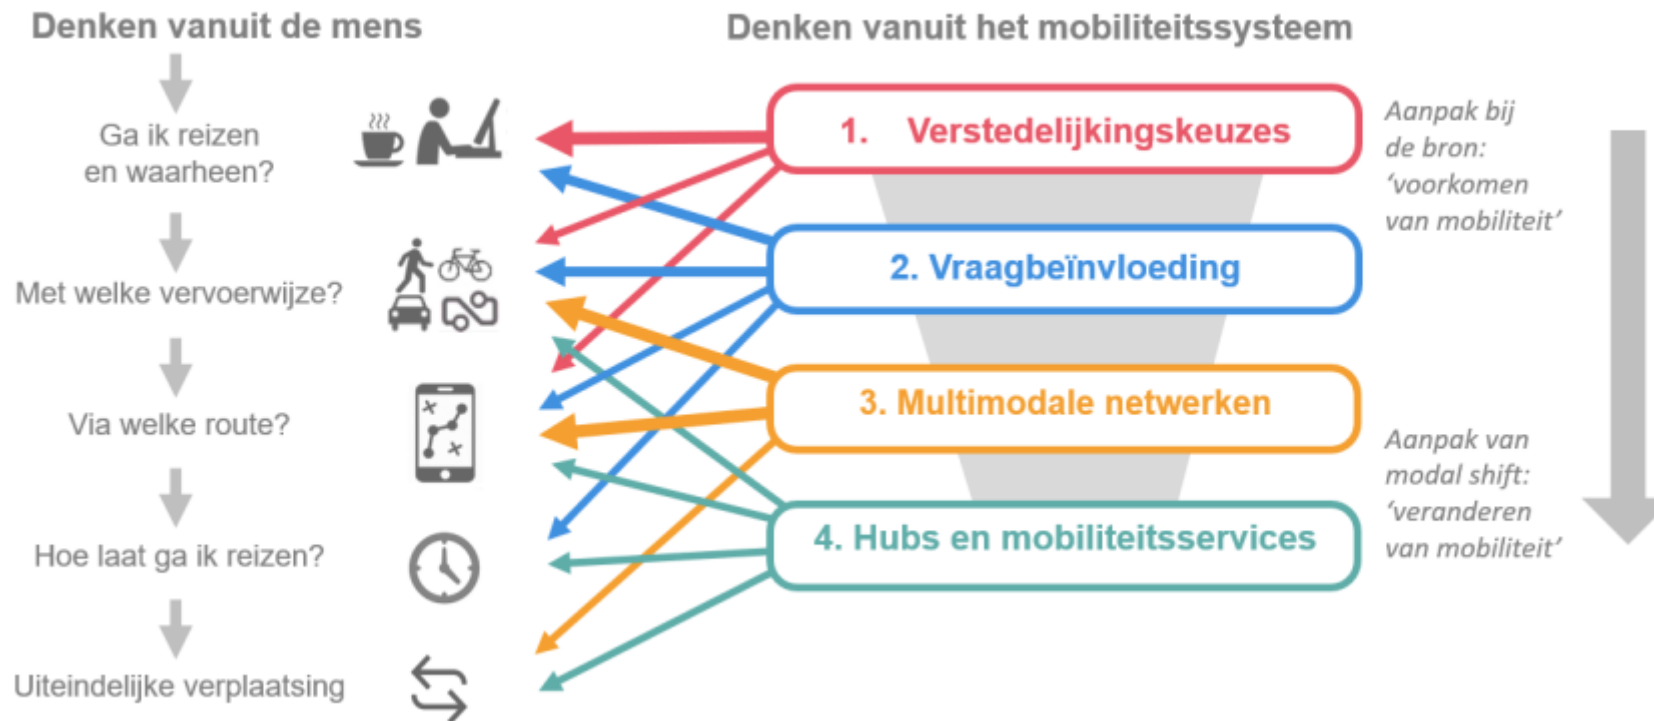 Denken vanuit de mens
Ga ik reizen
en waarheen?
Met welke vervoerwijze?
Via welke route?
Hoe laat ga ik reizen?
Uiteindelijke verplaatsing
Denken vanuit het mobiliteitssysteem
1. Verstedelijkingskeuzes
2. Vraagbeïnvloeding
3. Multimodale netwerken
4. Hubs en mobiliteitsservices
Aanpak bij
de bron:
‘voorkomen
van mobiliteit’
Aanpak van
modal shift:
‘veranderen
van mobiliteit’